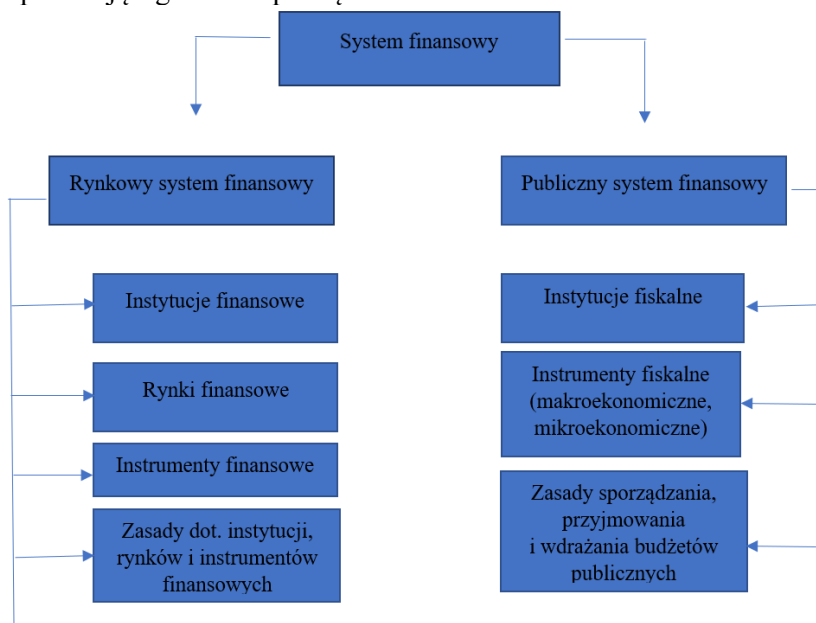 System finansowy
Rynkowy system finansowy
Publiczny system finansowy
Instytucje finansowe
Instytucje fiskalne
Rynki finansowe
Instrumenty fiskalne
(makroekonomiczne,
mikroekonomiczne)
Instrumenty finansowe
Zasady dot. instytucji,
rynków i instrumentów
finansowych
Zasady sporządzania,
przyjmowania
i wdrażania budżetów
publicznych